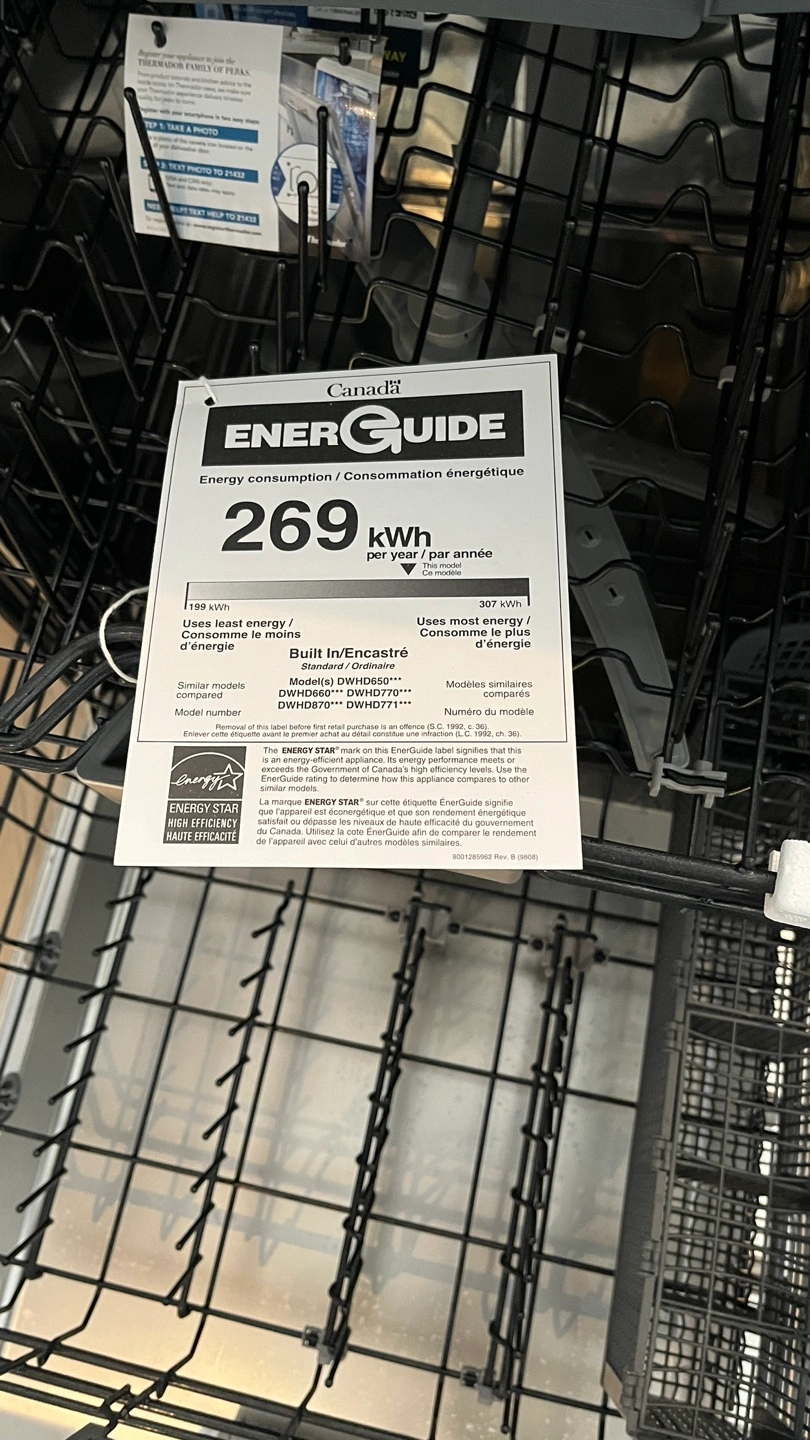 Register your appliance to join the
THERMADOR FAMILY OF PERKS.
STEP 1: TAKE A PHOTO
TEXT PHOTO TO 21432
TEXT HELP TO 21432
WAY
Canada
ENERGUIDE
Energy consumption / Consommation énergétique
269 kWh
per year / par année
This model
Ce modèle
199 kWh
307 kWh
Uses least energy /
Consomme le moins
d'énergie
Uses most energy /
Consomme le plus
d'énergie
Built In/Encastré
Standard / Ordinaire
Similar models
compared
Model number
Model(s) DWHD650***
DWHD660*** DWHD770***
DWHD870*** DWHD771***
Modèles similaires
comparés
Numéro du modèle
Removal of this label before first retail purchase is an offence (S.C. 1992, c. 36).
Enlever cette étiquette avant le premier achat au détail constitue une infraction (L.C. 1992, ch. 36).
energy
ENERGY STAR
HIGH EFFICIENCY
HAUTE EFFICACITÉ
The ENERGY STAR® mark on this EnerGuide label signifies that this
is an energy-efficient appliance. Its energy performance meets or
exceeds the Government of Canada's high efficiency levels. Use the
EnerGuide rating to determine how this appliance compares to other
similar models.
La marque ENERGY STAR® sur cette étiquette ÉnerGuide signifie
que l'appareil est éconergétique et que son rendement énergétique
satisfait ou dépasse les niveaux de haute efficacité du gouvernement
du Canada. Utilisez la cote ÉnerGuide afin de comparer le rendement
de l'appareil avec celui d'autres modèles similaires.
9001285962 Rev. B (9808)